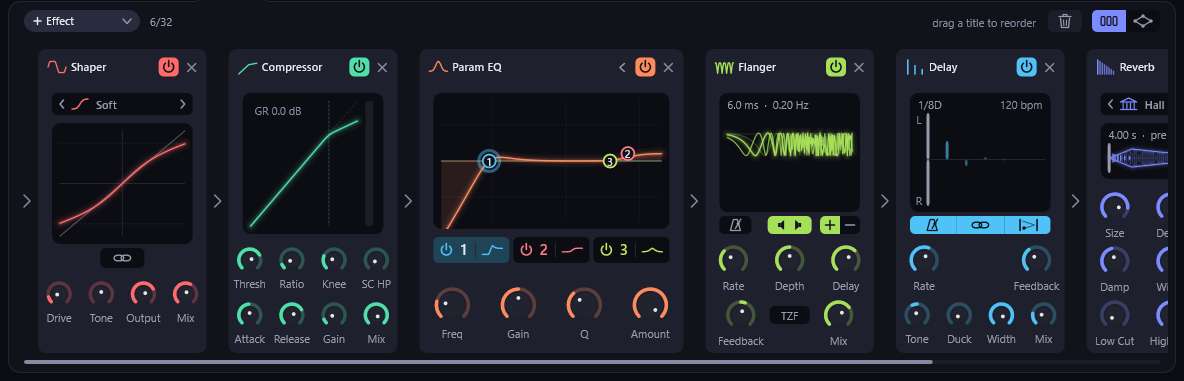 + Effect
6/32
drag a title to reorder
Shaper
Soft
Drive
Tone
Output
Mix
Compressor
GR 0.0 dB
Thresh
Ratio
Knee
SC HP
Attack
Release
Gain
Mix
Param EQ
1
3
2
1
2
3
Freq
Gain
Q
Amount
Flanger
6.0 ms · 0.20 Hz
Rate
Depth
Delay
Feedback
TZF
Mix
Delay
1/8D
120 bpm
L
R
Rate
Feedback
Tone
Duck
Width
Mix
Reverb
Hall
4.00 s · pre
Size
Damp
Low Cut